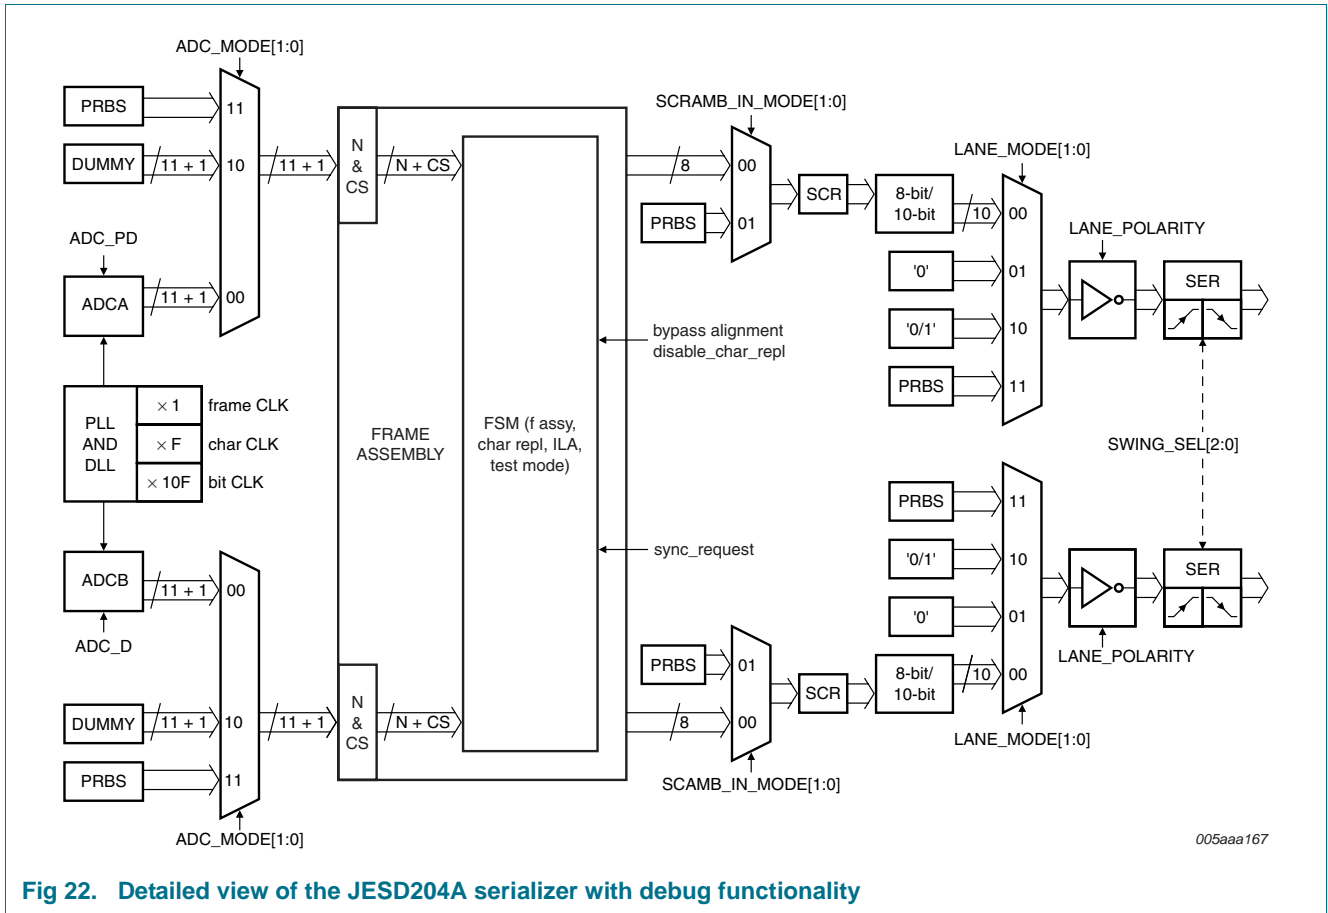 ADC_MODE[1:0]
PRBS
11
DUMMY
11 + 1
10
11 + 1
N
&
CS
N + CS
ADC_PD
ADCA
11 + 1
00
PLL
AND
DLL
× 1
frame CLK
× F
char CLK
× 10F
bit CLK
ADCB
11 + 1
00
ADC_D
DUMMY
11 + 1
10
11 + 1
N
&
CS
N + CS
PRBS
11
ADC_MODE[1:0]
FRAME
ASSEMBLY
FSM (f assy,
char repl, ILA,
test mode)
bypass alignment
disable_char_repl
sync_request
SCRAMB_IN_MODE[1:0]
8
00
PRBS
01
SCR
8-bit/
10-bit
10
LANE_MODE[1:0]
00
'0'
01
'0/1'
10
PRBS
11
LANE_POLARITY
SER
SWING_SEL[2:0]
PRBS
11
'0/1'
10
'0'
01
8-bit/
10-bit
10
00
LANE_MODE[1:0]
LANE_POLARITY
SER
PRBS
01
8
00
SCR
SCAMB_IN_MODE[1:0]
005aaa167
Fig 22. Detailed view of the JESD204A serializer with debug functionality